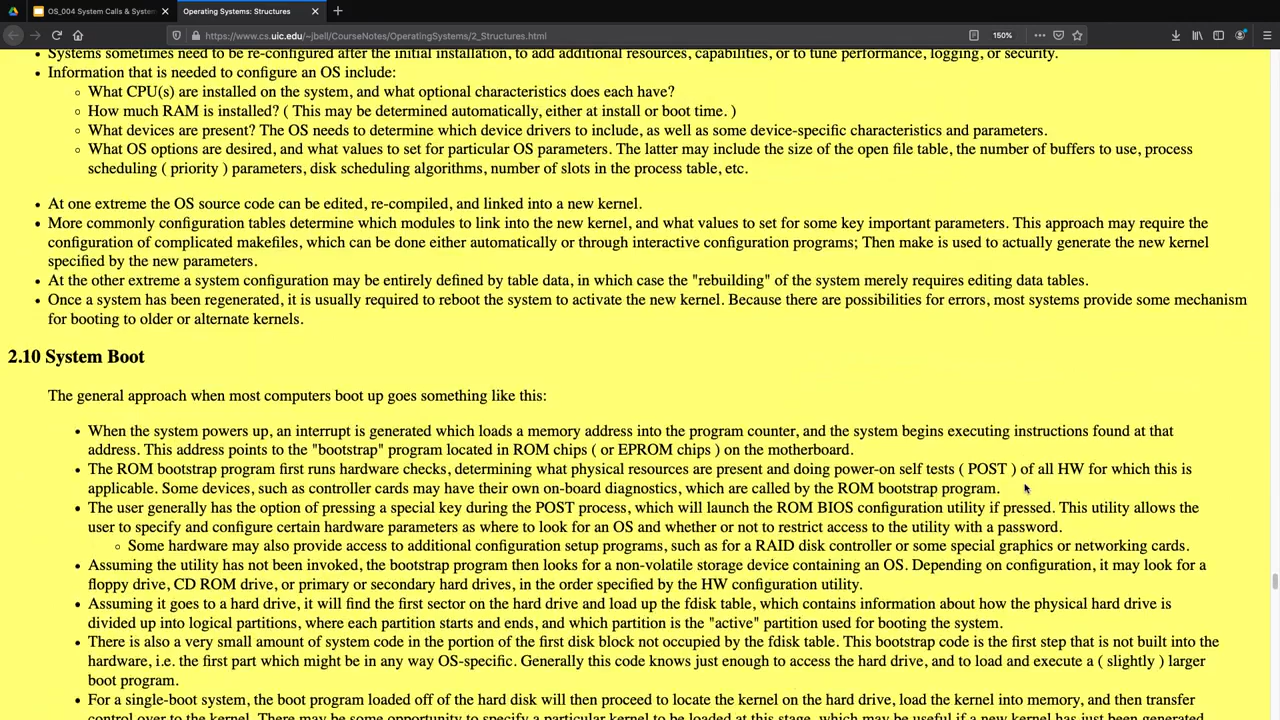 OS_004 System Calls & System
Operating Systems: Structures
https://www.cs.uic.edu/~jbell/CourseNotes/OperatingSystems/2_Structures.html
150%
Systems sometimes need to be re-configured after the initial installation, to add additional resources, capabilities, or to tune performance, logging, or security.
Information that is needed to configure an OS include:
What CPU(s) are installed on the system, and what optional characteristics does each have?
How much RAM is installed? ( This may be determined automatically, either at install or boot time. )
What devices are present? The OS needs to determine which device drivers to include, as well as some device-specific characteristics and parameters.
What OS options are desired, and what values to set for particular OS parameters. The latter may include the size of the open file table, the number of buffers to use, process
scheduling ( priority ) parameters, disk scheduling algorithms, number of slots in the process table, etc.
At one extreme the OS source code can be edited, re-compiled, and linked into a new kernel.
More commonly configuration tables determine which modules to link into the new kernel, and what values to set for some key important parameters. This approach may require the
configuration of complicated makefiles, which can be done either automatically or through interactive configuration programs; Then make is used to actually generate the new kernel
specified by the new parameters.
At the other extreme a system configuration may be entirely defined by table data, in which case the "rebuilding" of the system merely requires editing data tables.
Once a system has been regenerated, it is usually required to reboot the system to activate the new kernel. Because there are possibilities for errors, most systems provide some mechanism
for booting to older or alternate kernels.
2.10 System Boot
The general approach when most computers boot up goes something like this:
When the system powers up, an interrupt is generated which loads a memory address into the program counter, and the system begins executing instructions found at that
address. This address points to the "bootstrap" program located in ROM chips ( or EPROM chips ) on the motherboard.
The ROM bootstrap program first runs hardware checks, determining what physical resources are present and doing power-on self tests ( POST ) of all HW for which this is
applicable. Some devices, such as controller cards may have their own on-board diagnostics, which are called by the ROM bootstrap program.
The user generally has the option of pressing a special key during the POST process, which will launch the ROM BIOS configuration utility if pressed. This utility allows the
user to specify and configure certain hardware parameters as where to look for an OS and whether or not to restrict access to the utility with a password.
Some hardware may also provide access to additional configuration setup programs, such as for a RAID disk controller or some special graphics or networking cards.
Assuming the utility has not been invoked, the bootstrap program then looks for a non-volatile storage device containing an OS. Depending on configuration, it may look for a
floppy drive, CD ROM drive, or primary or secondary hard drives, in the order specified by the HW configuration utility.
Assuming it goes to a hard drive, it will find the first sector on the hard drive and load up the fdisk table, which contains information about how the physical hard drive is
divided up into logical partitions, where each partition starts and ends, and which partition is the "active" partition used for booting the system.
There is also a very small amount of system code in the portion of the first disk block not occupied by the fdisk table. This bootstrap code is the first step that is not built into the
hardware, i.e. the first part which might be in any way OS-specific. Generally this code knows just enough to access the hard drive, and to load and execute a ( slightly ) larger
boot program.
For a single-boot system, the boot program loaded off of the hard disk will then proceed to locate the kernel on the hard drive, load the kernel into memory, and then transfer
control over to the kernel. There may be some opportunity to specify a particular kernel to be loaded at this stage, which may be useful if a new kernel has just been generated